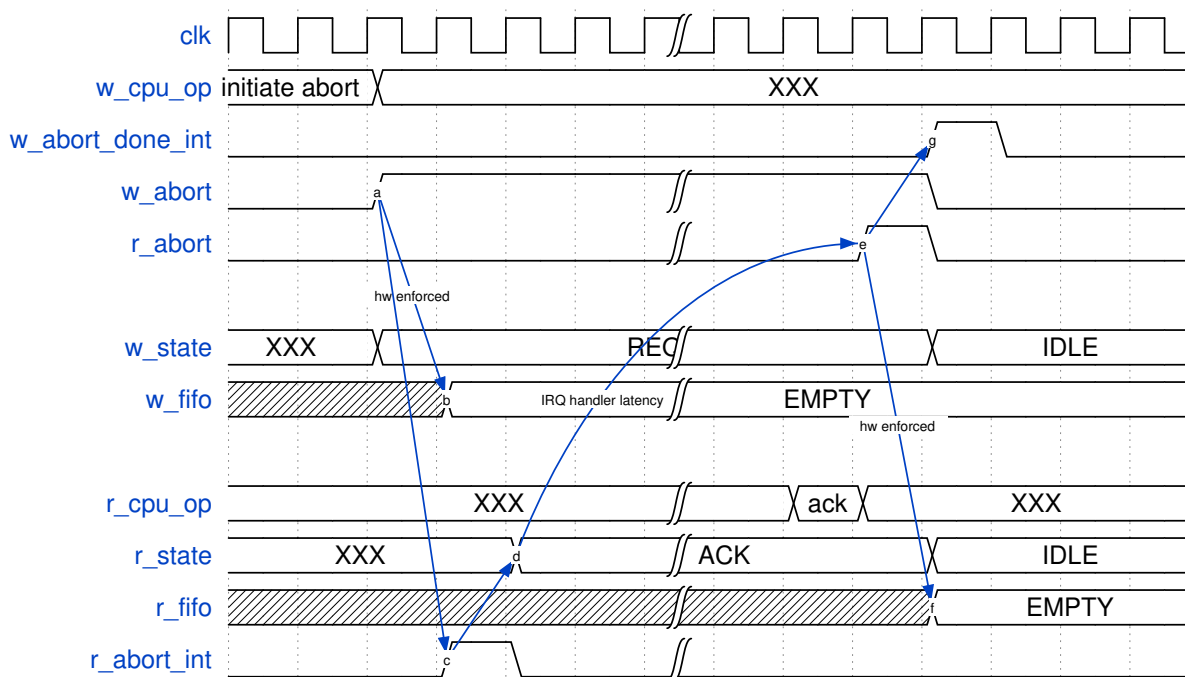 clk
w_cpu_op initiate abort XXX
w_abort_done_int g
w_abort a
r_abort e
hw enforced
w_state XXX REQ IDLE
w_fifo b IRQ handler latency EMPTY
hw enforced
r_cpu_op XXX ack XXX
r_state XXX d ACK IDLE
r_fifo f EMPTY
r_abort_int c